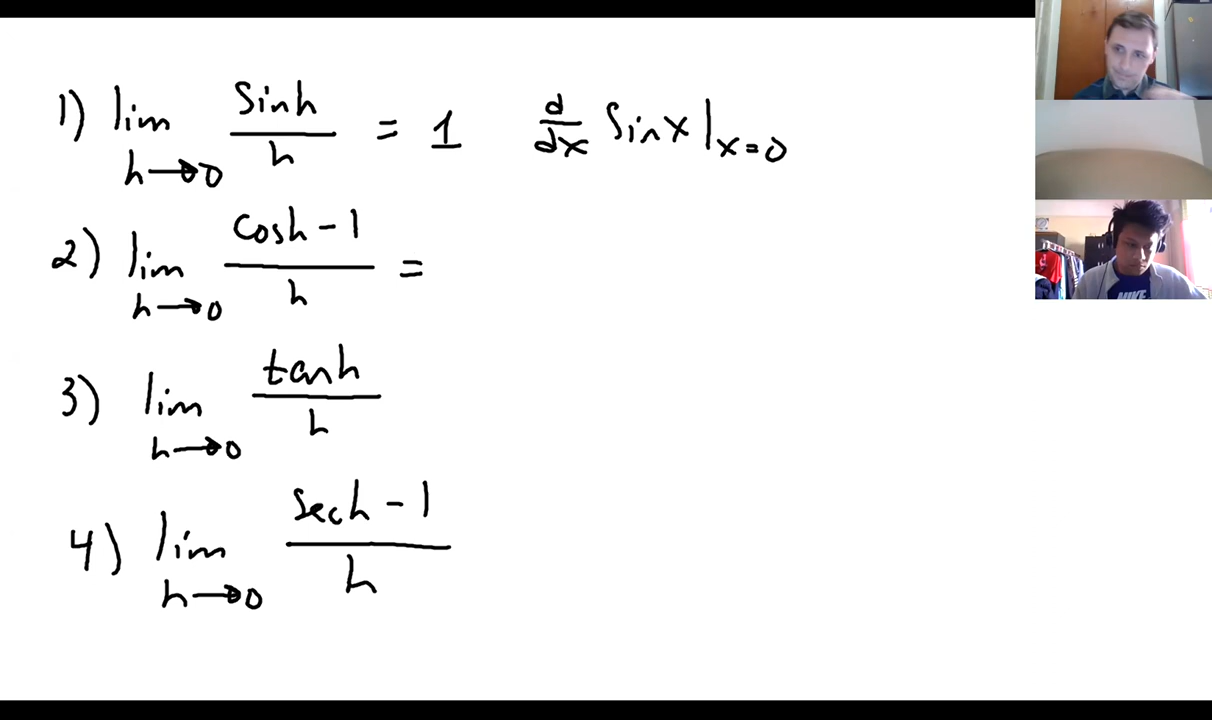 1) lim h→0 sinh/h = 1 d/dx sinx|x=0
2) lim h→0 cosh-1/h =
3) lim h→0 tanh/h
4) lim h→0 sech-1/h
NIKE